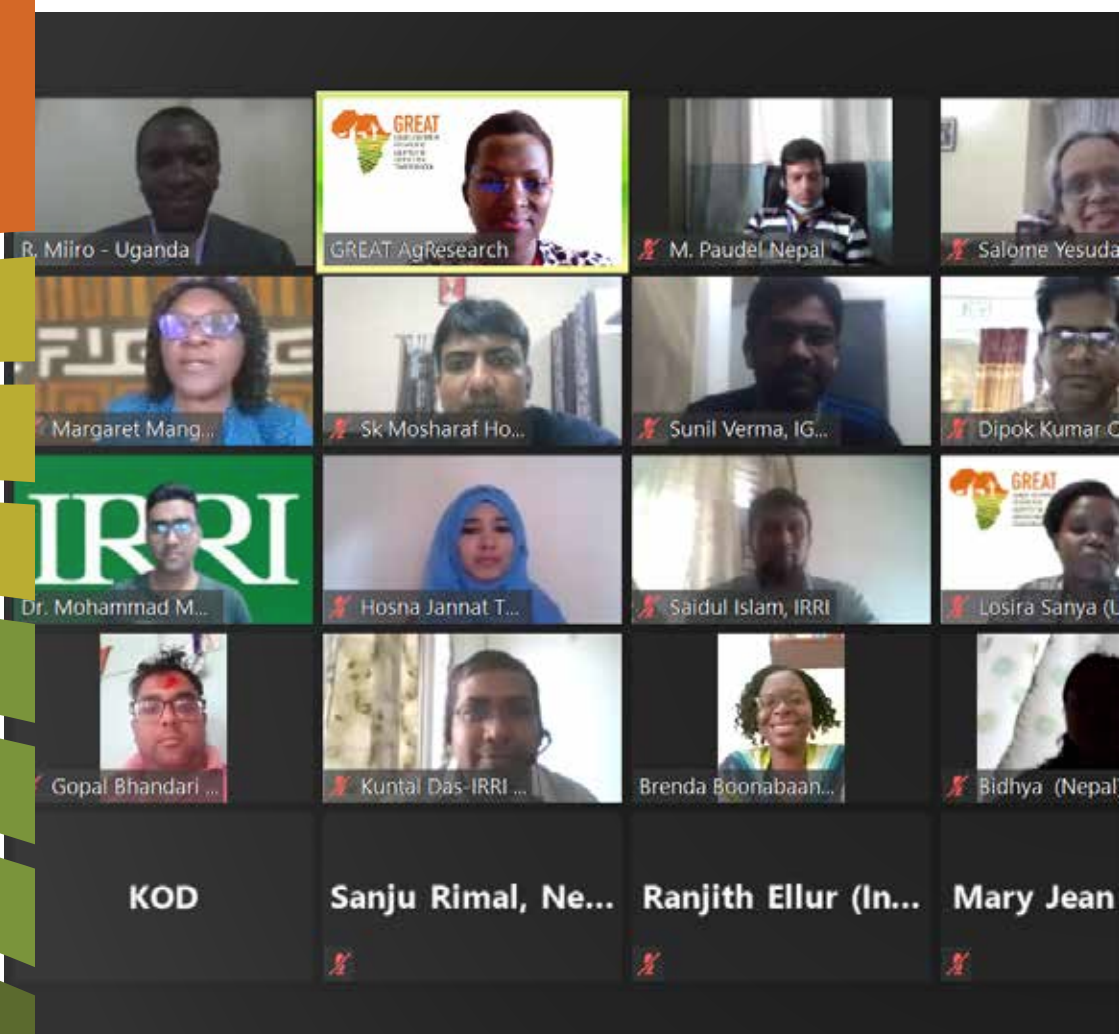 GREAT
R. Miiro - Uganda
GREAT AgResearch
M. Paudel Nepal
Salome Yesuda
Margaret Mang...
Sk Mosharaf Ho...
Sunil Verma, IG...
Dipok Kumar
IRRI
GREAT
Dr. Mohammad M...
Hosna Jannat T...
Saidul Islam, IRRI
Losira Sanya (
Gopal Bhandari ...
Kuntal Das-IRRI ...
Brenda Boonabaan...
Bidhya (Nepal
KOD
Sanju Rimal, Ne...
Ranjith Ellur (In...
Mary Jean